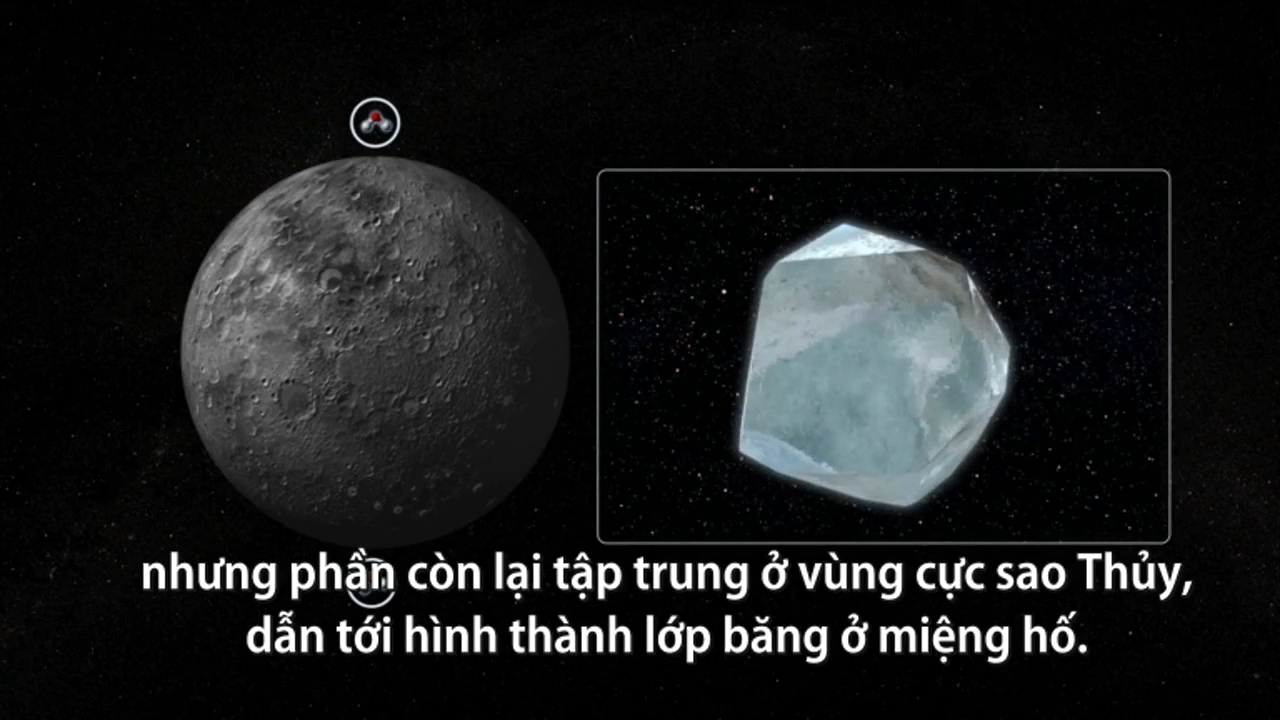 nhưng phần còn lại tập trung ở vùng cực sao Thủy,
dẫn tới hình thành lớp băng ở miệng hố.